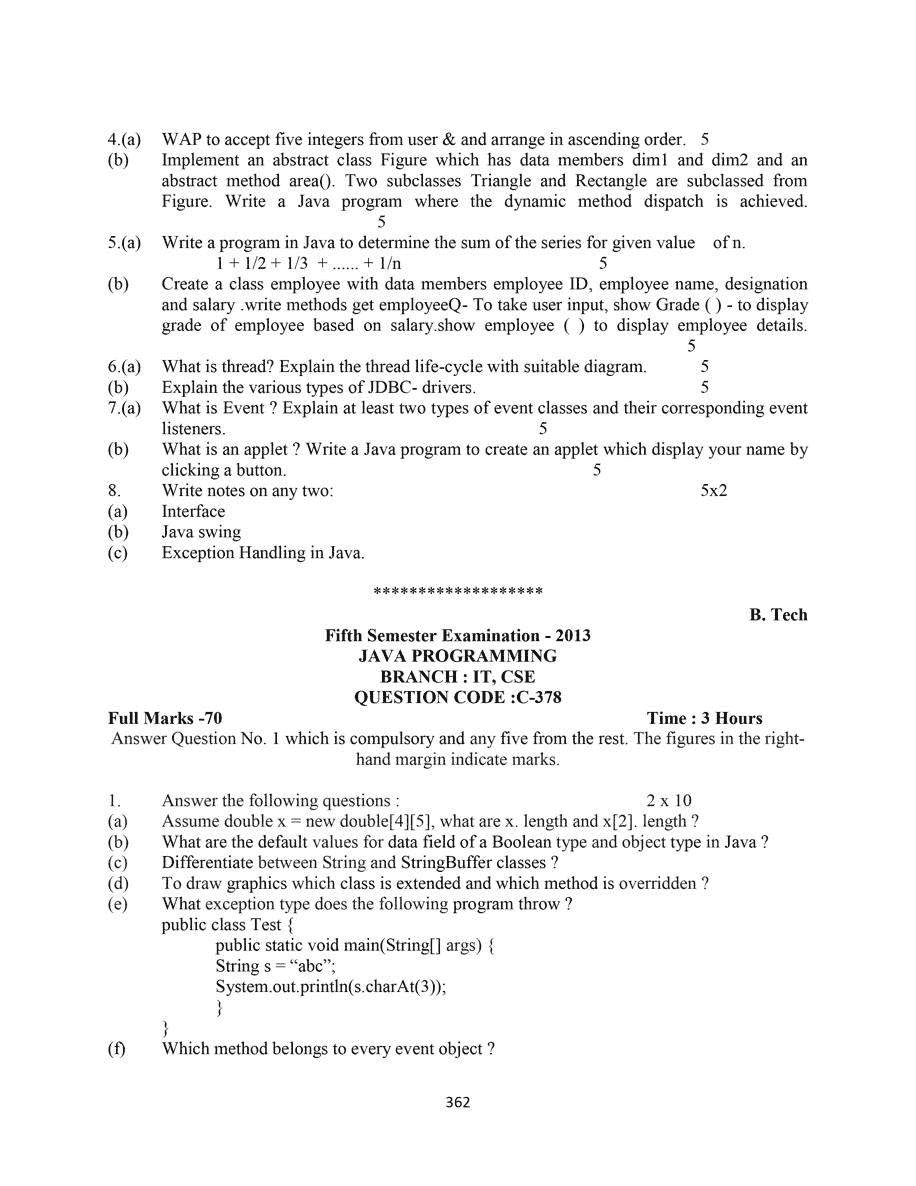 4.(a) WAP to accept five integers from user & and arrange in ascending order. 5
(b) Implement an abstract class Figure which has data members dim1 and dim2 and an
abstract method area(). Two subclasses Triangle and Rectangle are subclassed from
Figure. Write a Java program where the dynamic method dispatch is achieved.
5
5.(a) Write a program in Java to determine the sum of the series for given value of n.
1 + 1/2 + 1/3 + ...... + 1/n 5
(b) Create a class employee with data members employee ID, employee name, designation
and salary .write methods get employeeQ- To take user input, show Grade ( ) - to display
grade of employee based on salary.show employee ( ) to display employee details.
5
6.(a) What is thread? Explain the thread life-cycle with suitable diagram. 5
(b) Explain the various types of JDBC- drivers. 5
7.(a) What is Event ? Explain at least two types of event classes and their corresponding event
listeners. 5
(b) What is an applet ? Write a Java program to create an applet which display your name by
clicking a button. 5
8. Write notes on any two: 5x2
(a) Interface
(b) Java swing
(c) Exception Handling in Java.
*******************
B. Tech
Fifth Semester Examination - 2013
JAVA PROGRAMMING
BRANCH : IT, CSE
QUESTION CODE :C-378
Full Marks -70 Time : 3 Hours
Answer Question No. 1 which is compulsory and any five from the rest. The figures in the right-
hand margin indicate marks.
1. Answer the following questions : 2 x 10
(a) Assume double x = new double[4][5], what are x. length and x[2]. length ?
(b) What are the default values for data field of a Boolean type and object type in Java ?
(c) Differentiate between String and StringBuffer classes ?
(d) To draw graphics which class is extended and which method is overridden ?
(e) What exception type does the following program throw ?
public class Test {
public static void main(String[] args) {
String s = “abc”;
System.out.println(s.charAt(3));
}
}
(f) Which method belongs to every event object ?
362